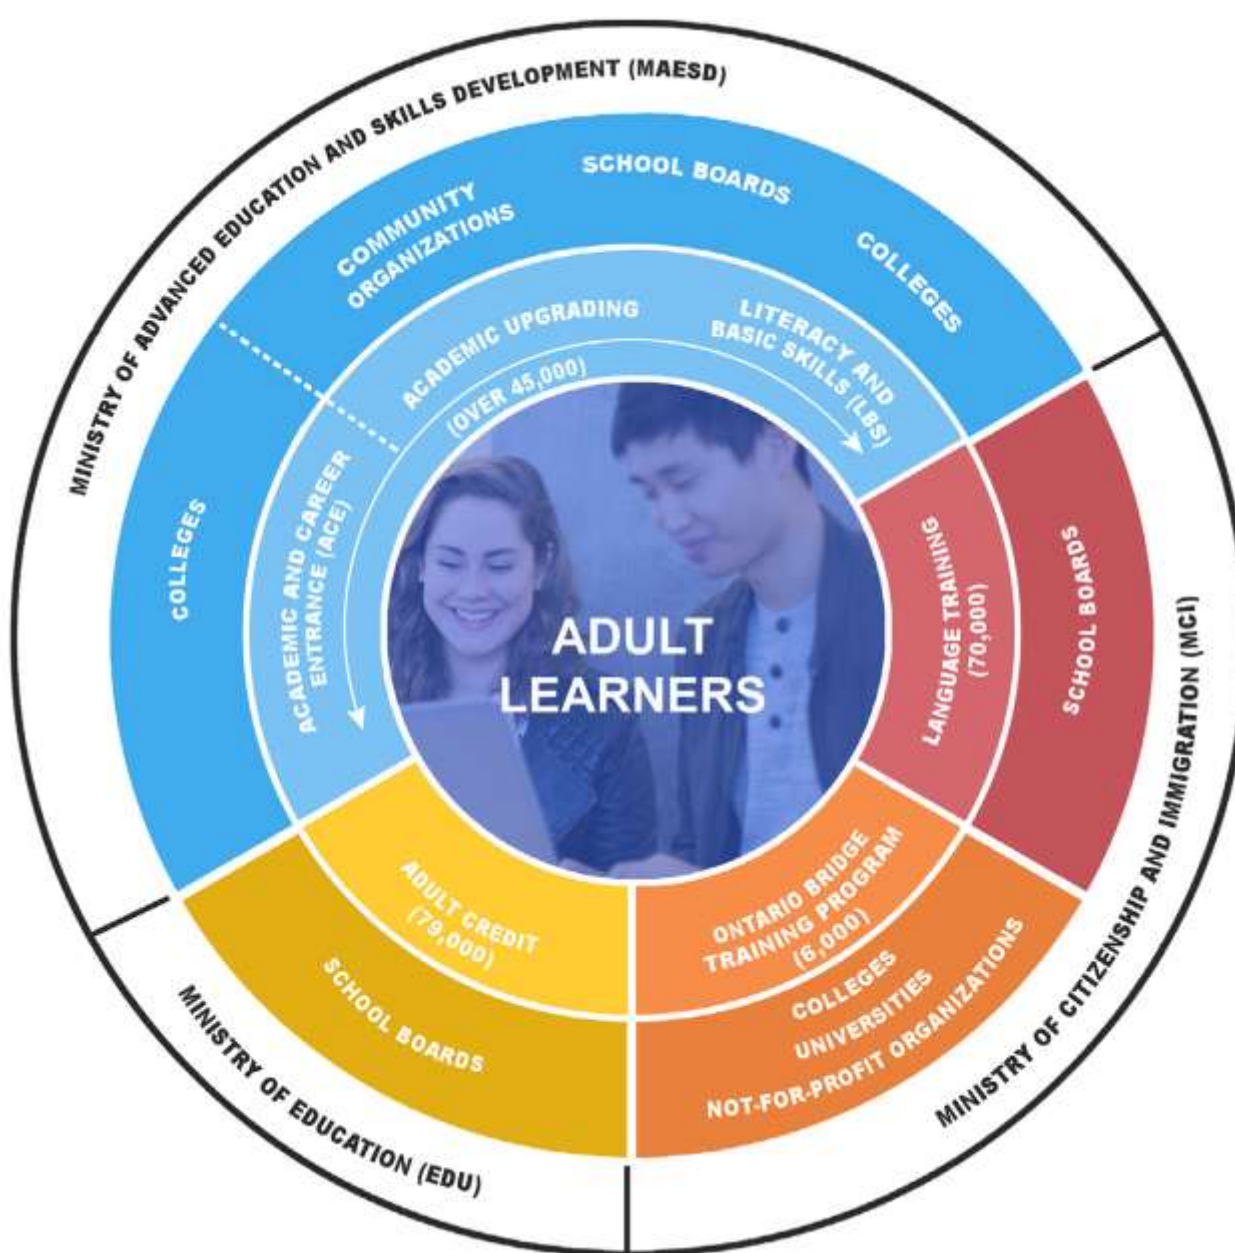 MINISTRY OF ADVANCED EDUCATION AND SKILLS DEVELOPMENT (MAESD)
COMMUNITY
ORGANIZATIONS
SCHOOL BOARDS
COLLEGES
COLLEGES
ACADEMIC UPGRADING
LITERACY AND
BASIC SKILLS (LBS)
(OVER 45,000)
ACADEMIC AND CAREER
ENTRANCE (ACE)
ADULT
LEARNERS
LANGUAGE TRAINING
(70,000)
SCHOOL BOARDS
MINISTRY OF CITIZENSHIP AND IMMIGRATION (MCI)
ONTARIO BRIDGE
TRAINING PROGRAM
(6,000)
COLLEGES
UNIVERSITIES
NOT-FOR-PROFIT ORGANIZATIONS
ADULT CREDIT
(79,000)
SCHOOL BOARDS
MINISTRY OF EDUCATION (EDU)